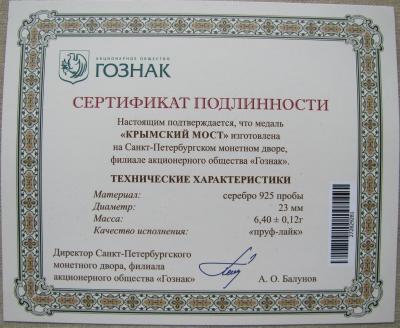 АКЦИОНЕРНОЕ ОБЩЕСТВО
ГОЗНАК
СЕРТИФИКАТ ПОДЛИННОСТИ
Настоящим подтверждается, что медаль
«КРЫМСКИЙ МОСТ» изготовлена
на Санкт-Петербургском монетном дворе,
филиале акционерного общества «Гознак».
ТЕХНИЧЕСКИЕ ХАРАКТЕРИСТИКИ
Материал: серебро 925 пробы
Диаметр: 23 мм
Масса: 6,40 ± 0,12г
Качество исполнения: «пруф-лайк»
Директор Санкт-Петербургского
монетного двора, филиала
акционерного общества «Гознак» А. О. Балунов